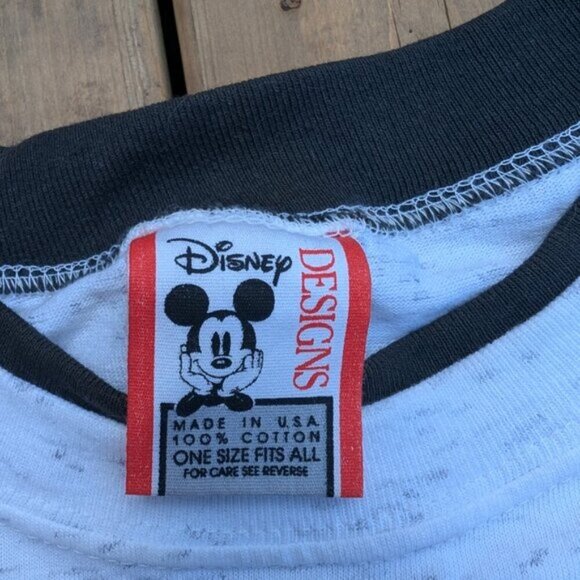 Disney
DESIGNS
MADE IN U.S.A.
100% COTTON
ONE SIZE FITS ALL
FOR CARE SEE REVERSE